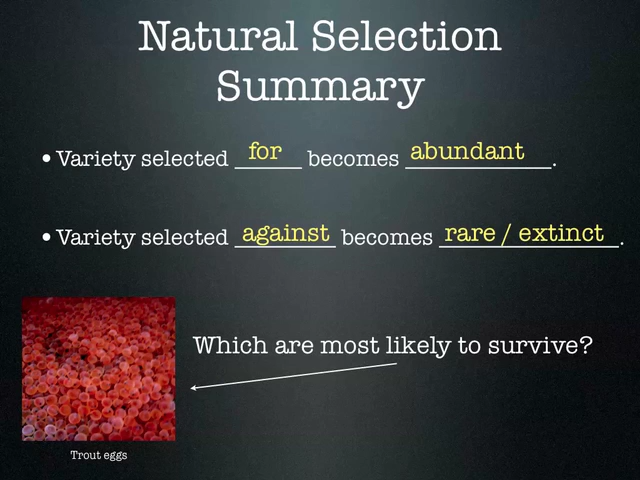 Natural Selection
Summary
• Variety selected for becomes abundant.
• Variety selected against becomes rare / extinct.
Which are most likely to survive?
Trout eggs